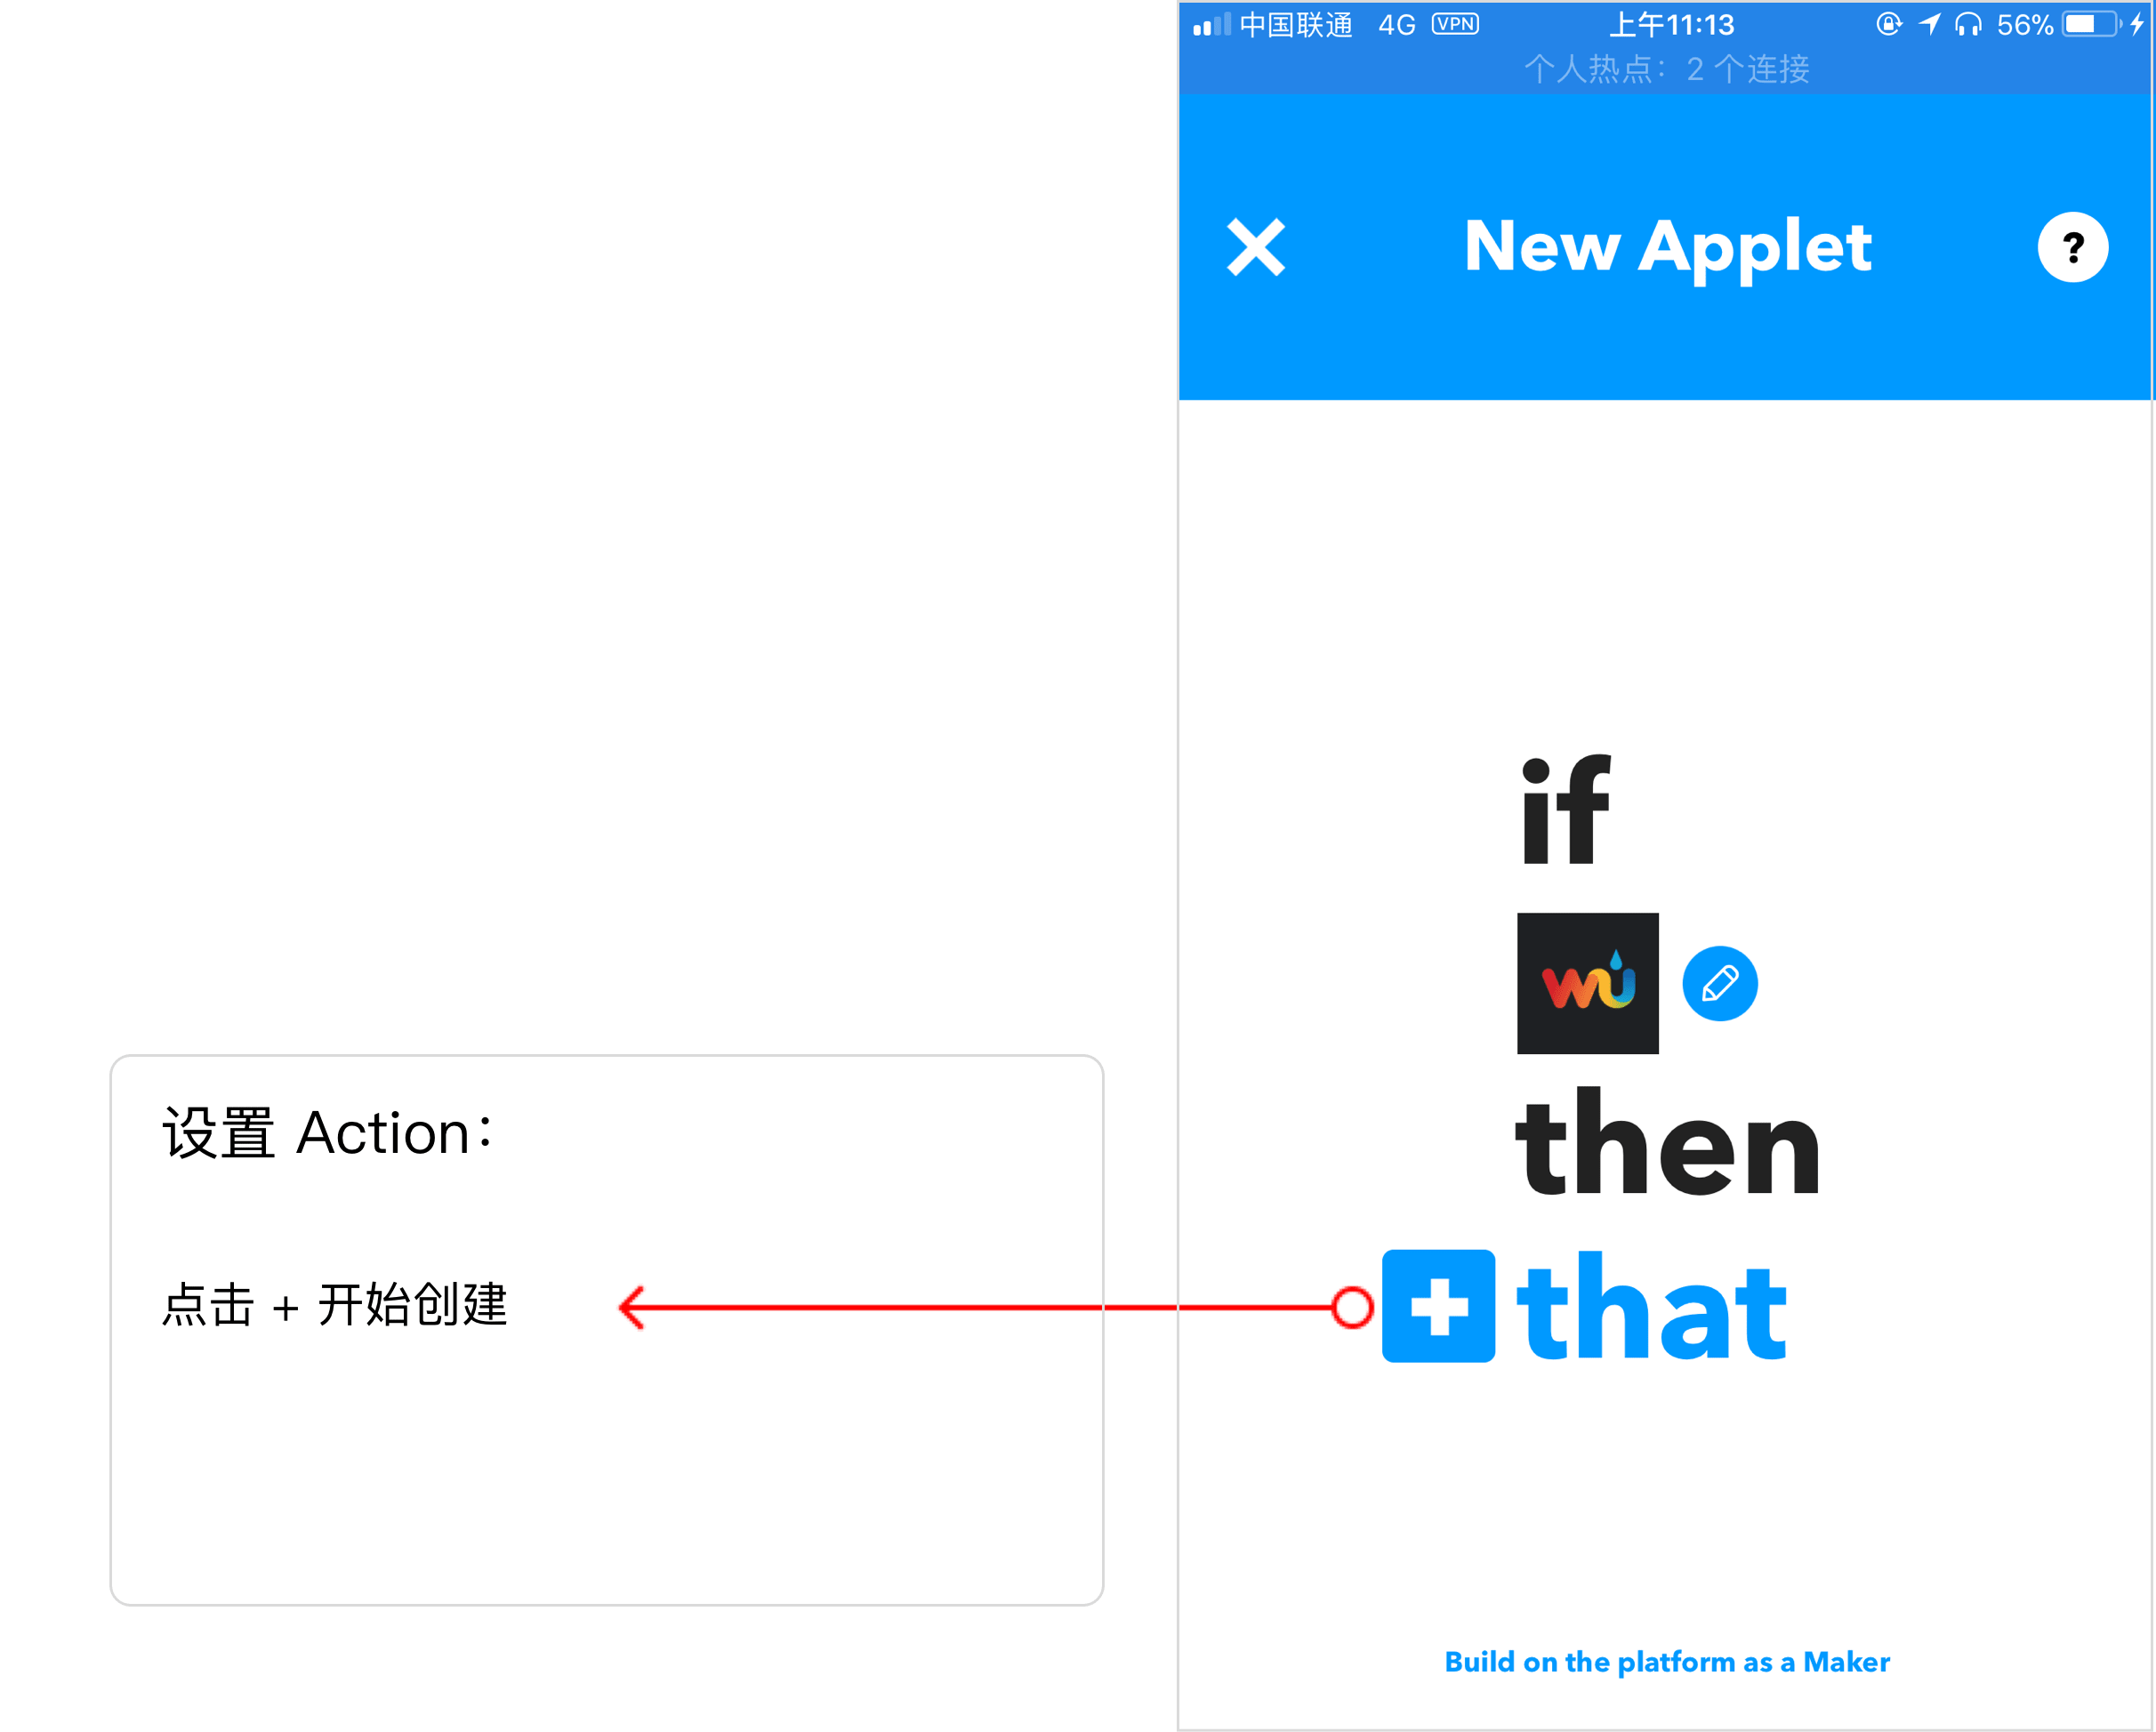 中国联通 4G VPN 上午11:13 56%
个人热点：2 个连接
New Applet ?
if
wu
then
设置 Action：
点击 + 开始创建
+ that
Build on the platform as a Maker